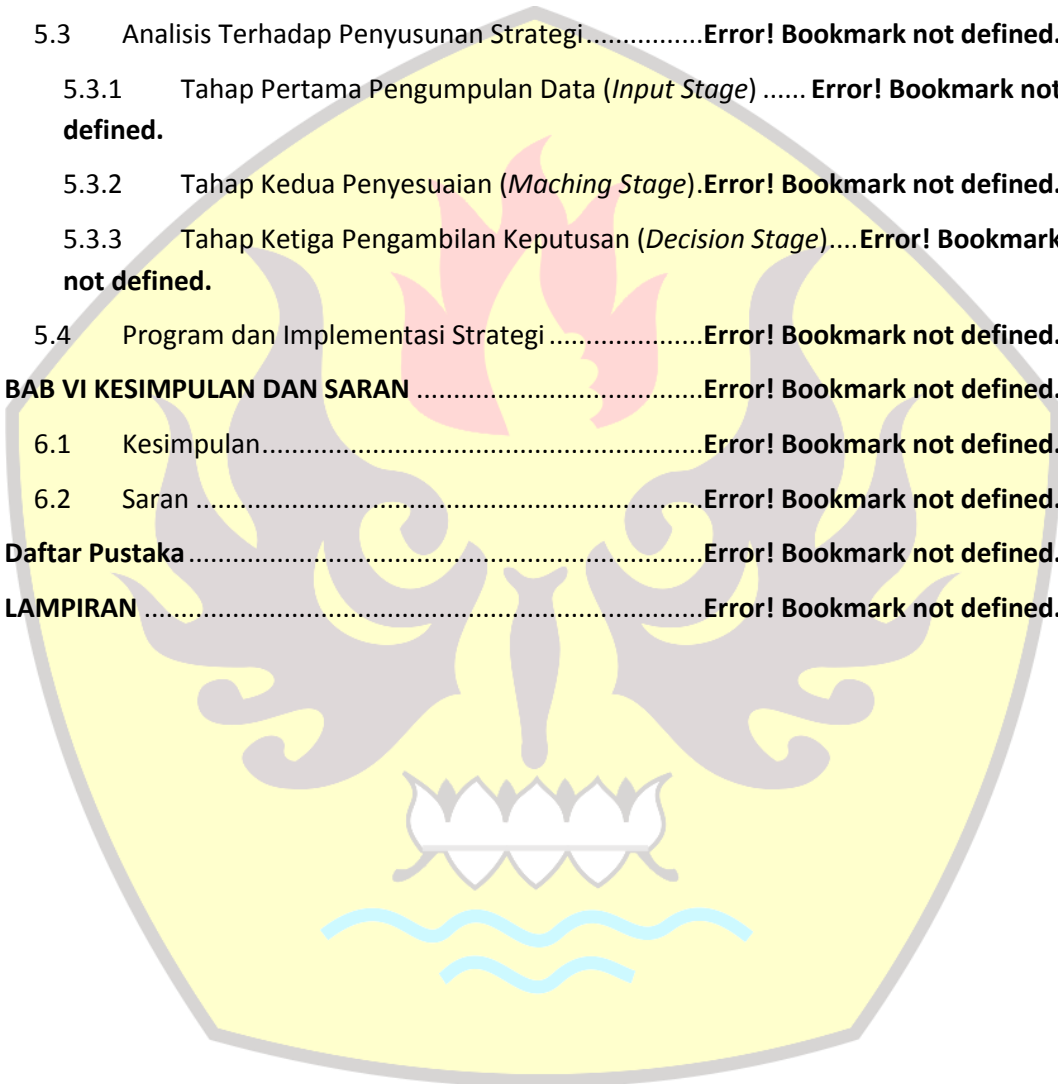 5.3 Analisis Terhadap Penyusunan Strategi................Error! Bookmark not defined.
5.3.1 Tahap Pertama Pengumpulan Data (Input Stage) ...... Error! Bookmark not
defined.
5.3.2 Tahap Kedua Penyesuaian (Maching Stage).Error! Bookmark not defined.
5.3.3 Tahap Ketiga Pengambilan Keputusan (Decision Stage)....Error! Bookmark
not defined.
5.4 Program dan Implementasi Strategi.....................Error! Bookmark not defined.
BAB VI KESIMPULAN DAN SARAN .......................................Error! Bookmark not defined.
6.1 Kesimpulan............................................................Error! Bookmark not defined.
6.2 Saran .....................................................................Error! Bookmark not defined.
Daftar Pustaka......................................................................Error! Bookmark not defined.
LAMPIRAN ............................................................................Error! Bookmark not defined.